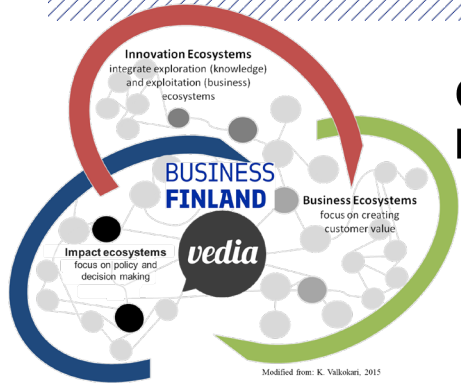 Innovation Ecosystems
integrate exploration (knowledge)
and exploitation (business)
ecosystems
BUSINESS
FINLAND
Business Ecosystems
focus on creating
customer value
Impact ecosystems
focus on policy and
decision making
vedia
Modified from: K. Valkokari, 2015